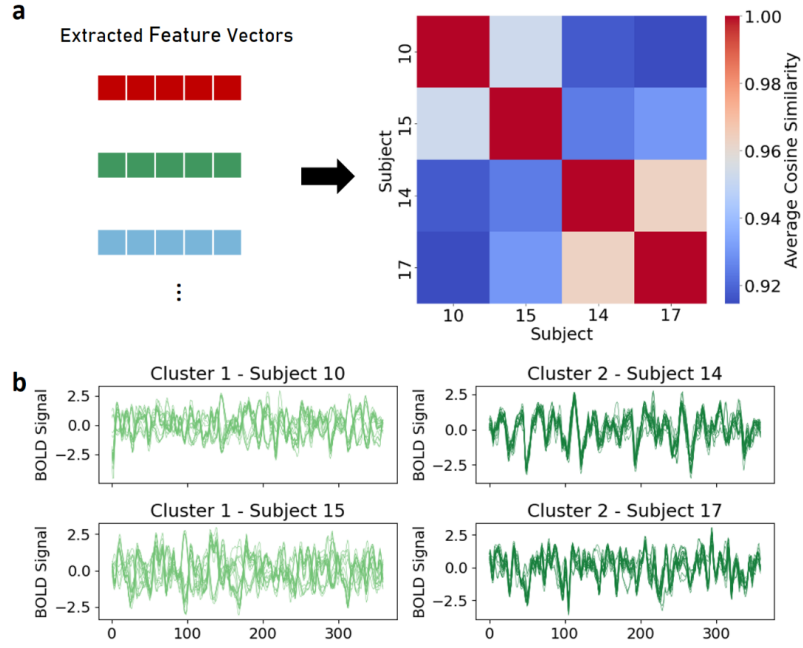 a
Extracted Feature Vectors
⋮
Subject
10
15
14
17
10 15 14 17
Subject
1.00
0.98
0.96
0.94
0.92
Average Cosine Similarity
b
Cluster 1 - Subject 10
BOLD Signal
2.5
0.0
−2.5
Cluster 2 - Subject 14
BOLD Signal
2.5
0.0
−2.5
Cluster 1 - Subject 15
BOLD Signal
2.5
0.0
−2.5
0 100 200 300
Cluster 2 - Subject 17
BOLD Signal
2.5
0.0
−2.5
0 100 200 300